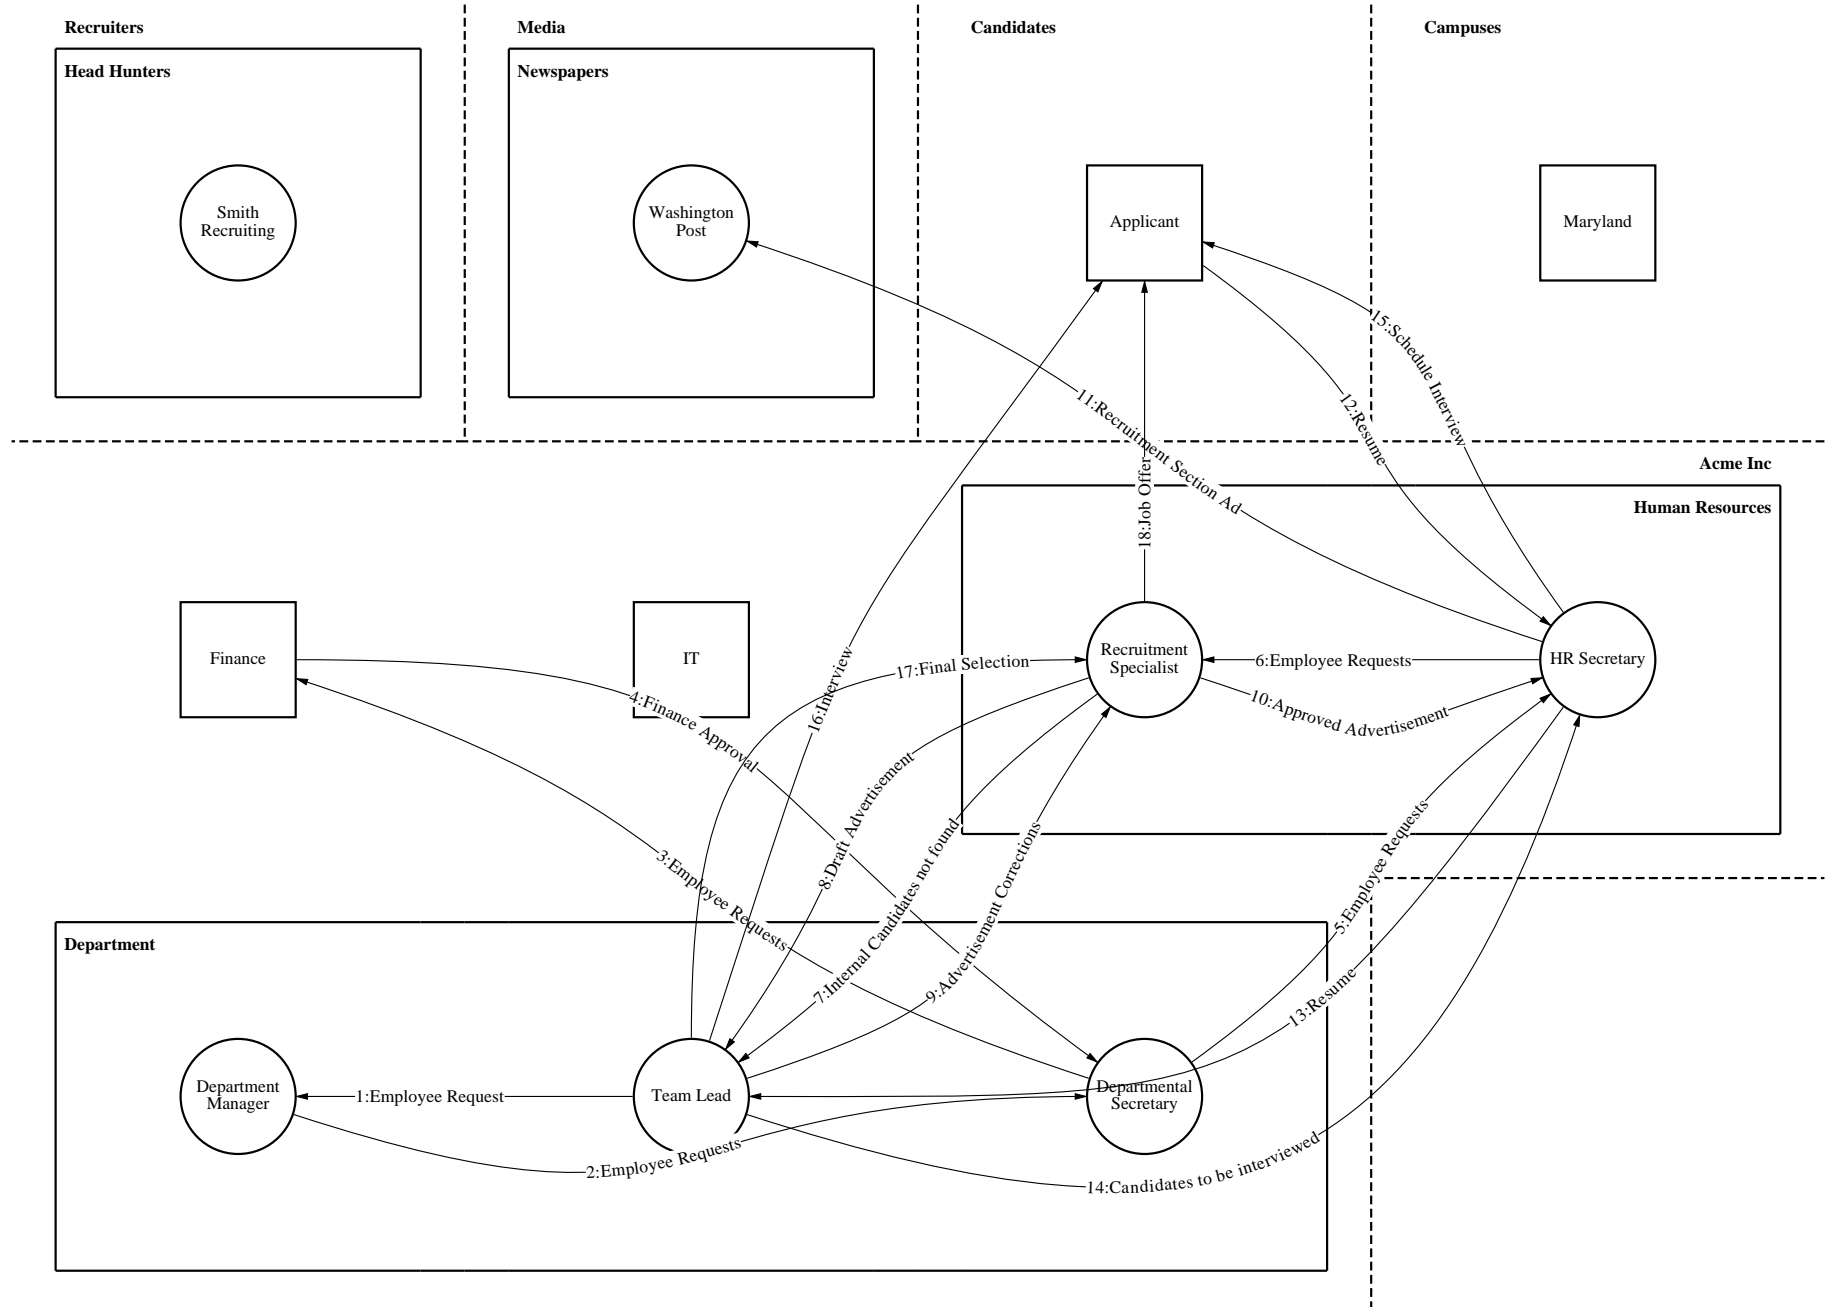 Recruiters
Media
Candidates
Campuses
Head Hunters
Newspapers
Smith
Recruiting
Washington
Post
Applicant
Maryland
15:Schedule Interview
12:Resume
11:Recruitment Section Ad
18:Job Offer
Acme Inc
Human Resources
Finance
IT
Recruitment
Specialist
HR Secretary
17:Final Selection
6:Employee Requests
16:Interview
4:Finance Approval
10:Approved Advertisement
8:Draft Advertisement
3:Employee Requests
7:Internal Candidates not found
9:Advertisement Corrections
5:Employee Requests
13:Resume
Department
Department
Manager
1:Employee Request
Team Lead
Departmental
Secretary
2:Employee Requests
14:Candidates to be interviewed